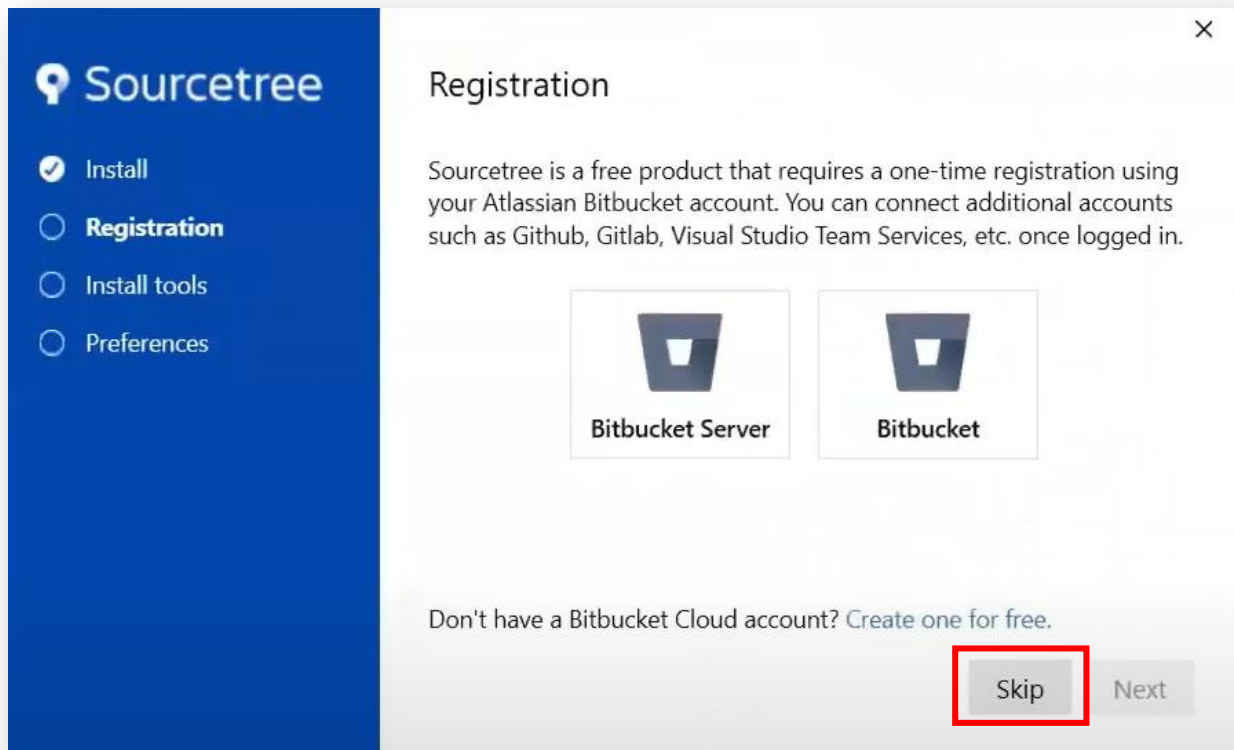 Sourcetree
Install
Registration
Install tools
Preferences
Registration
Sourcetree is a free product that requires a one-time registration using
your Atlassian Bitbucket account. You can connect additional accounts
such as Github, Gitlab, Visual Studio Team Services, etc. once logged in.
Bitbucket Server
Bitbucket
Don't have a Bitbucket Cloud account? Create one for free.
Skip
Next